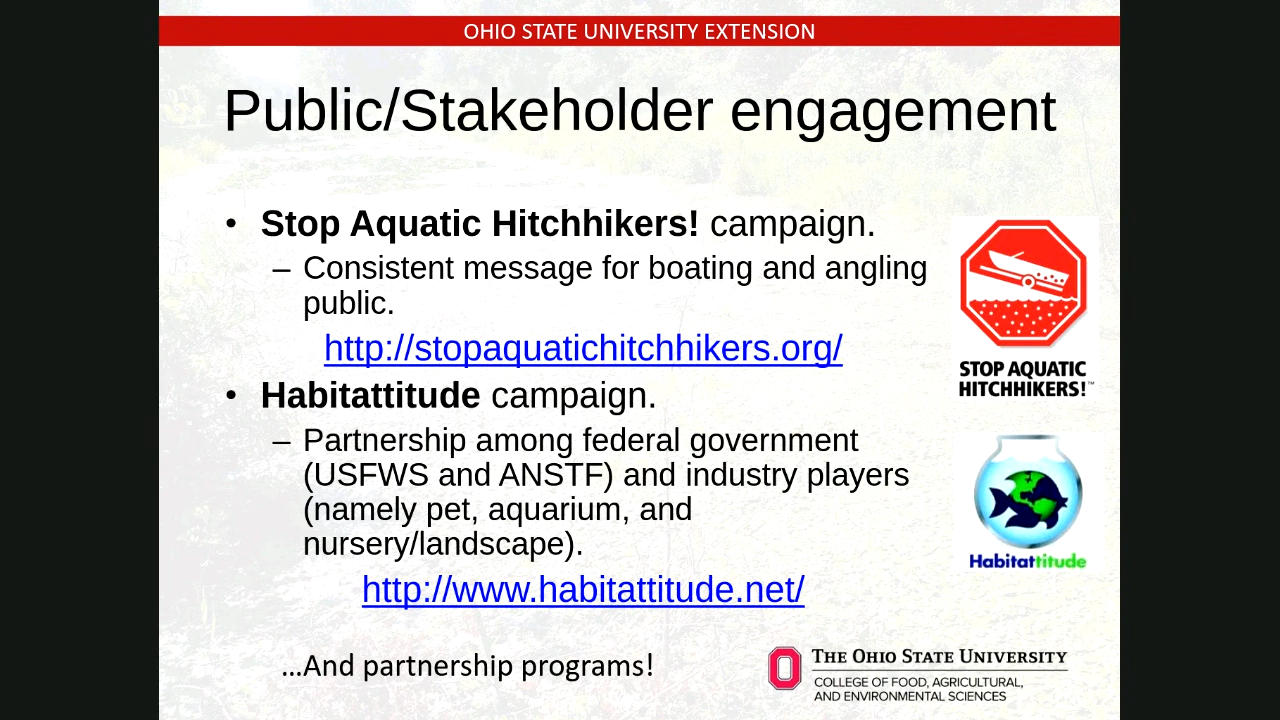 OHIO STATE UNIVERSITY EXTENSION
Public/Stakeholder engagement
• Stop Aquatic Hitchhikers! campaign.
– Consistent message for boating and angling
public.
http://stopaquatichitchhikers.org/
STOP AQUATIC
HITCHHIKERS!™
• Habitattitude campaign.
– Partnership among federal government
(USFWS and ANSTF) and industry players
(namely pet, aquarium, and
nursery/landscape).
http://www.habitattitude.net/
Habitattitude
...And partnership programs!
THE OHIO STATE UNIVERSITY
COLLEGE OF FOOD, AGRICULTURAL,
AND ENVIRONMENTAL SCIENCES